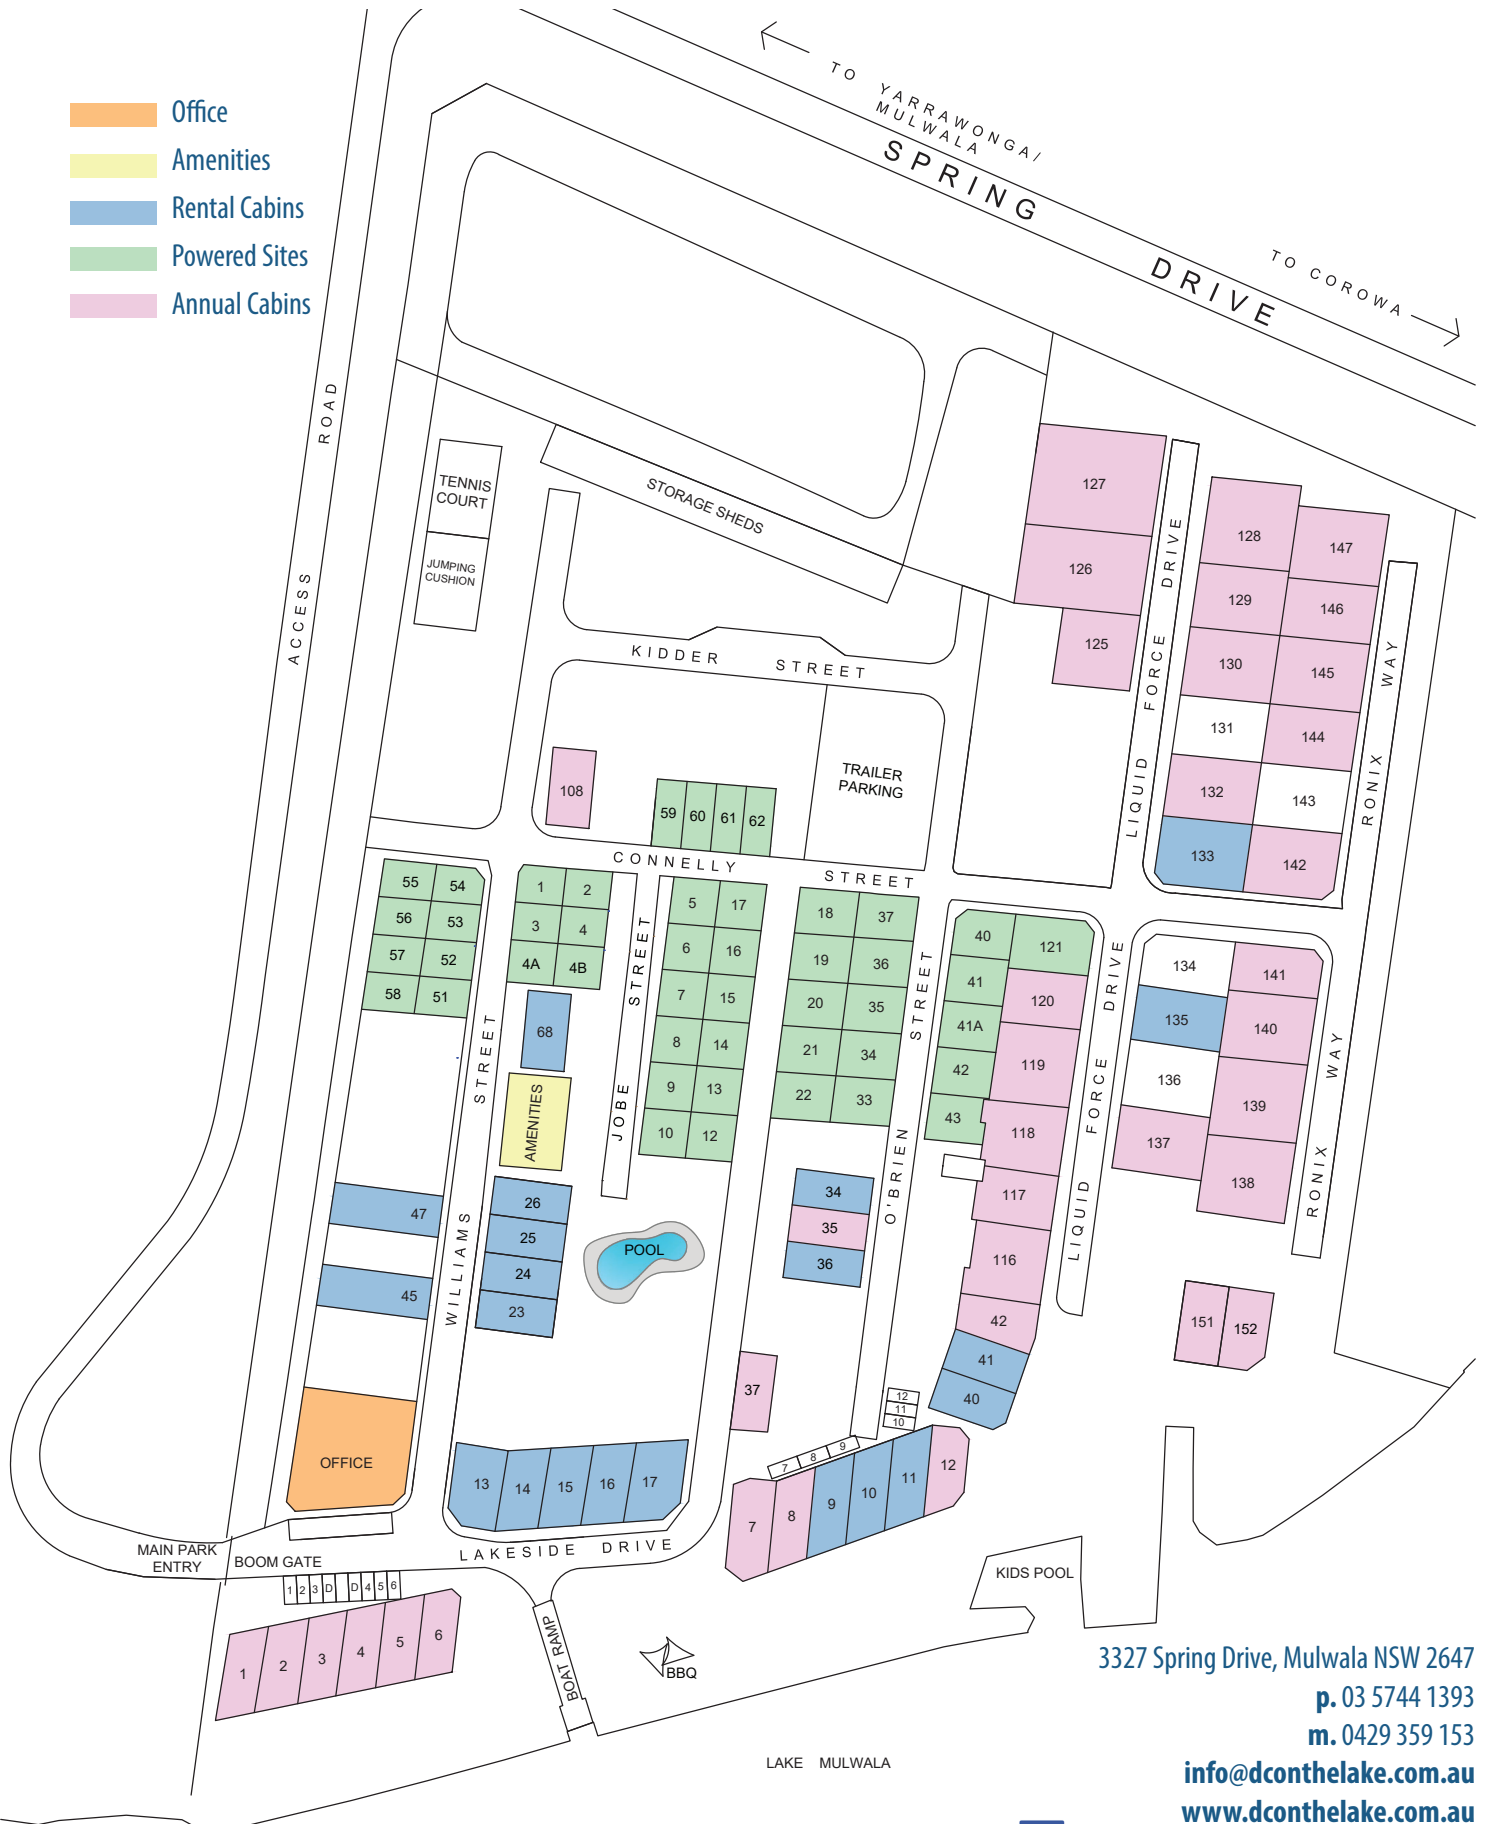 Office
Amenities
Rental Cabins
Powered Sites
Annual Cabins
TO YARRAWONGA/
MULWALA
SPRING DRIVE
TO COROWA
ACCESS ROAD
TENNIS
COURT
JUMPING
CUSHION
STORAGE SHEDS
KIDDER STREET
TRAILER
PARKING
108
59 60 61 62
CONNELLY STREET
127
126
125
LIQUID FORCE DRIVE
128 147
129 146
130 145
131 144
132 143
133 142
RONIX WAY
55 54
56 53
57 52
58 51
1 2
3 4
4A 4B
68
AMENITIES
WILLIAMS STREET
JOBE STREET
5 17
6 16
7 15
8 14
9 13
10 12
18 37
19 36
20 35
21 34
22 33
O'BRIEN STREET
40 121
41 120
41A
42 119
43 118
117
116
42
41
40
LIQUID FORCE DRIVE
134 141
135 140
136 139
137 138
RONIX WAY
RONIX
151 152
47
45
26
25
24
23
POOL
34
35
36
37
12
11
10
7 8 9
7 8 9 10 11 12
OFFICE
13 14 15 16 17
LAKESIDE DRIVE
MAIN PARK
ENTRY
BOOM GATE
1 2 3 D D 4 5 6
1 2 3 4 5 6
BOAT RAMP
BBQ
KIDS POOL
LAKE MULWALA
3327 Spring Drive, Mulwala NSW 2647
p. 03 5744 1393
m. 0429 359 153
info@dconthelake.com.au
www.dconthelake.com.au